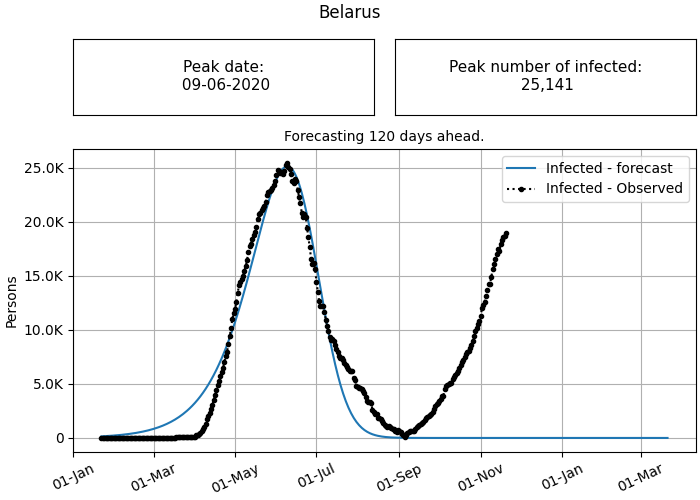 Belarus
Peak date:
09-06-2020
Peak number of infected:
25,141
Forecasting 120 days ahead.
Infected - forecast
Infected - Observed
25.0K
20.0K
15.0K
10.0K
5.0K
0
Persons
01-Jan
01-Mar
01-May
01-Jul
01-Sep
01-Nov
01-Jan
01-Mar